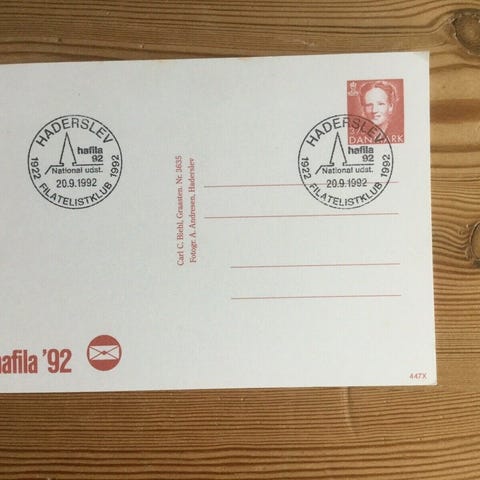 HADERSLEV
hafila
92
National udst.
20.9.1992
1922 FILATELISTKLUB 1992
Carl C. Biehl, Graasten. Nr. 3635
Fotogr. A. Andresen, Haderslev
DANMARK
HADERSLEV
hafila
92
National udst.
20.9.1992
1922 FILATELISTKLUB 1992
hafila '92
447X